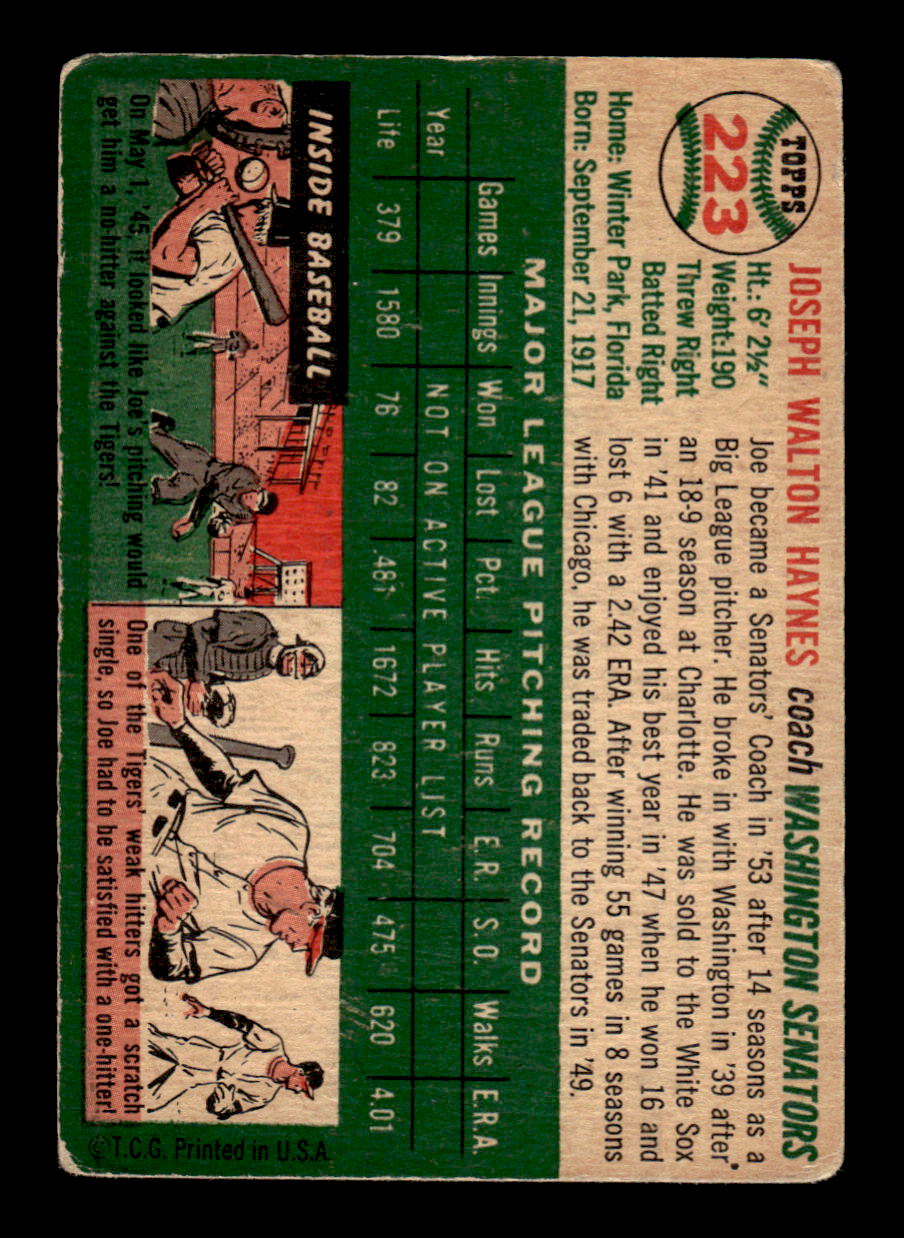 TOPPS
223
JOSEPH WALTON HAYNES coach WASHINGTON SENATORS
Ht.: 6' 2½"
Weight:190
Threw Right
Batted Right
Home: Winter Park, Florida
Born: September 21, 1917
Joe became a Senators' Coach in '53 after 14 seasons as a
Big League pitcher. He broke in with Washington in '39 after
an 18-9 season at Charlotte. He was sold to the White Sox
in '41 and enjoyed his best year in '47 when he won 16 and
lost 6 with a 2.42 ERA. After winning 55 games in 8 seasons
with Chicago, he was traded back to the Senators in '49.
MAJOR LEAGUE PITCHING RECORD
Games Innings Won Lost Pct. Hits Runs E.R. S.O. Walks E.R.A.
Year NOT ON ACTIVE PLAYER LIST
Life 379 1580 76 82 .481 1672 823 704 475 620 4.01
INSIDE BASEBALL
On May 1, '45, it looked like Joe's pitching would
get him a no-hitter against the Tigers!
One of the Tigers' weak hitters got a scratch
single, so Joe had to be satisfied with a one-hitter!
©T.C.G. Printed in U.S.A.